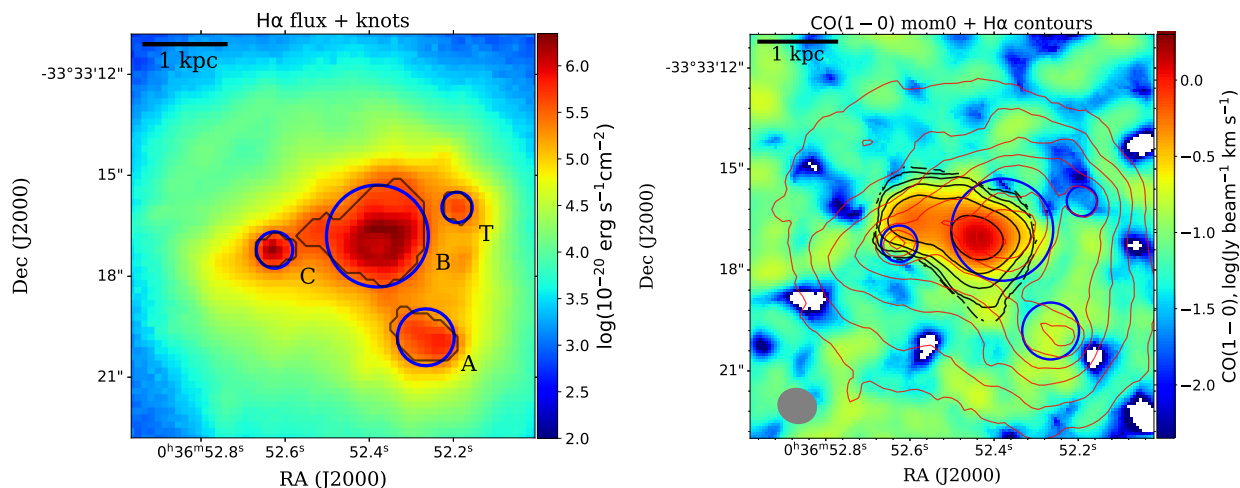 Hα flux + knots
1 kpc
-33°33'12"
15"
18"
21"
Dec (J2000)
T
B
C
A
0ʰ36ᵐ52.8ˢ
52.6ˢ
52.4ˢ
52.2ˢ
RA (J2000)
6.0
5.5
5.0
4.5
4.0
3.5
3.0
2.5
2.0
log(10⁻²⁰ erg s⁻¹cm⁻²)
CO(1 − 0) mom0 + Hα contours
1 kpc
-33°33'12"
15"
18"
21"
Dec (J2000)
0ʰ36ᵐ52.8ˢ
52.6ˢ
52.4ˢ
52.2ˢ
RA (J2000)
0.0
−0.5
−1.0
−1.5
−2.0
CO(1 − 0), log(Jy beam⁻¹ km s⁻¹)